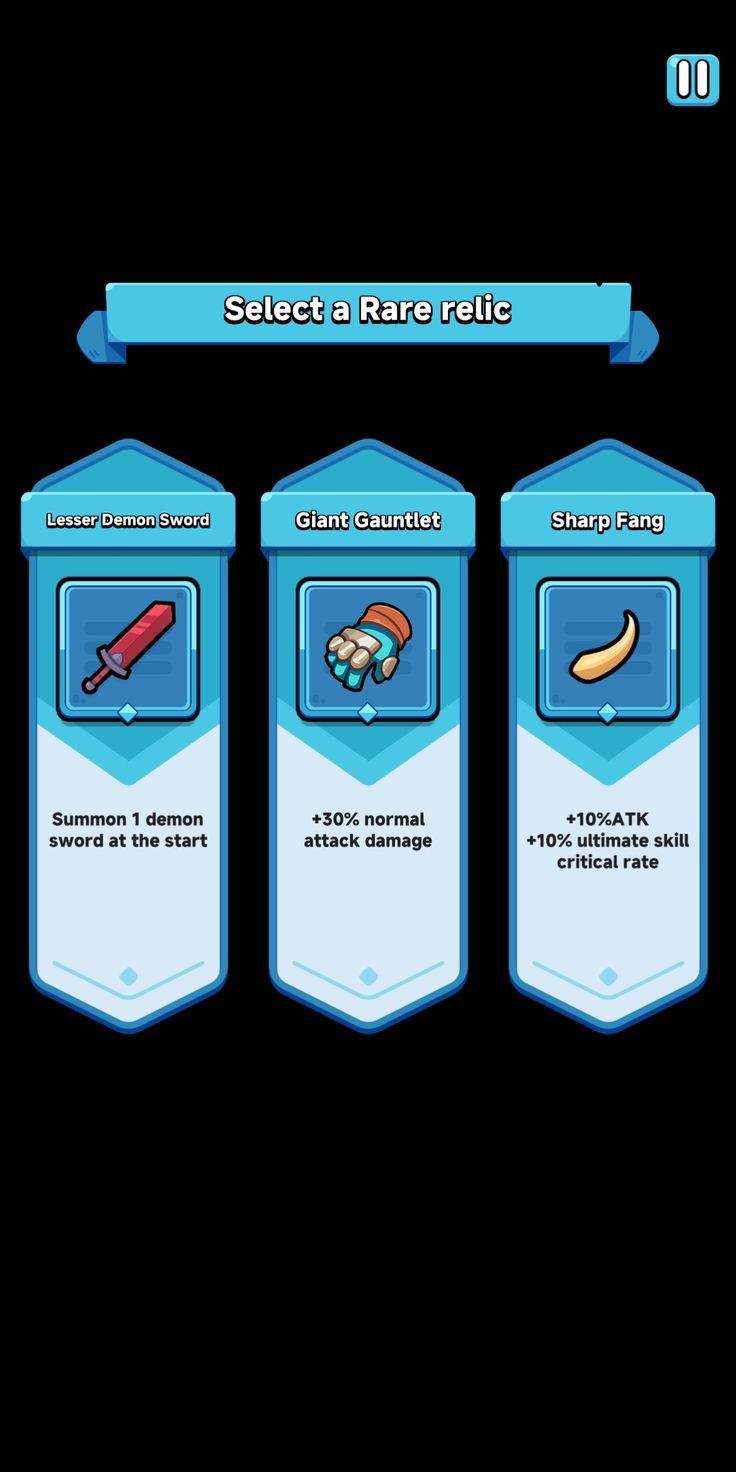 Select a Rare relic
Lesser Demon Sword
Summon 1 demon
sword at the start
Giant Gauntlet
+30% normal
attack damage
Sharp Fang
+10%ATK
+10% ultimate skill
critical rate